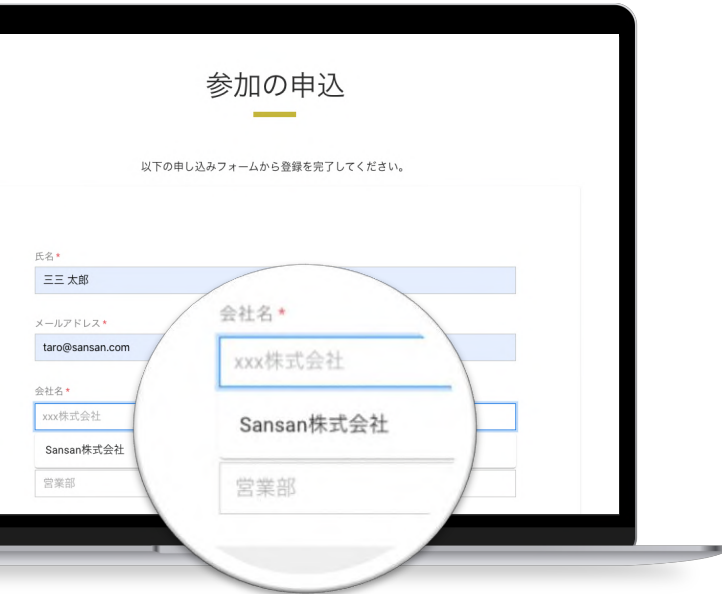 参加の申込
以下の申し込みフォームから登録を完了してください。
氏名*
三三 太郎
メールアドレス*
taro@sansan.com
会社名*
xxx株式会社
Sansan株式会社
営業部
会社名*
xxx株式会社
Sansan株式会社
営業部